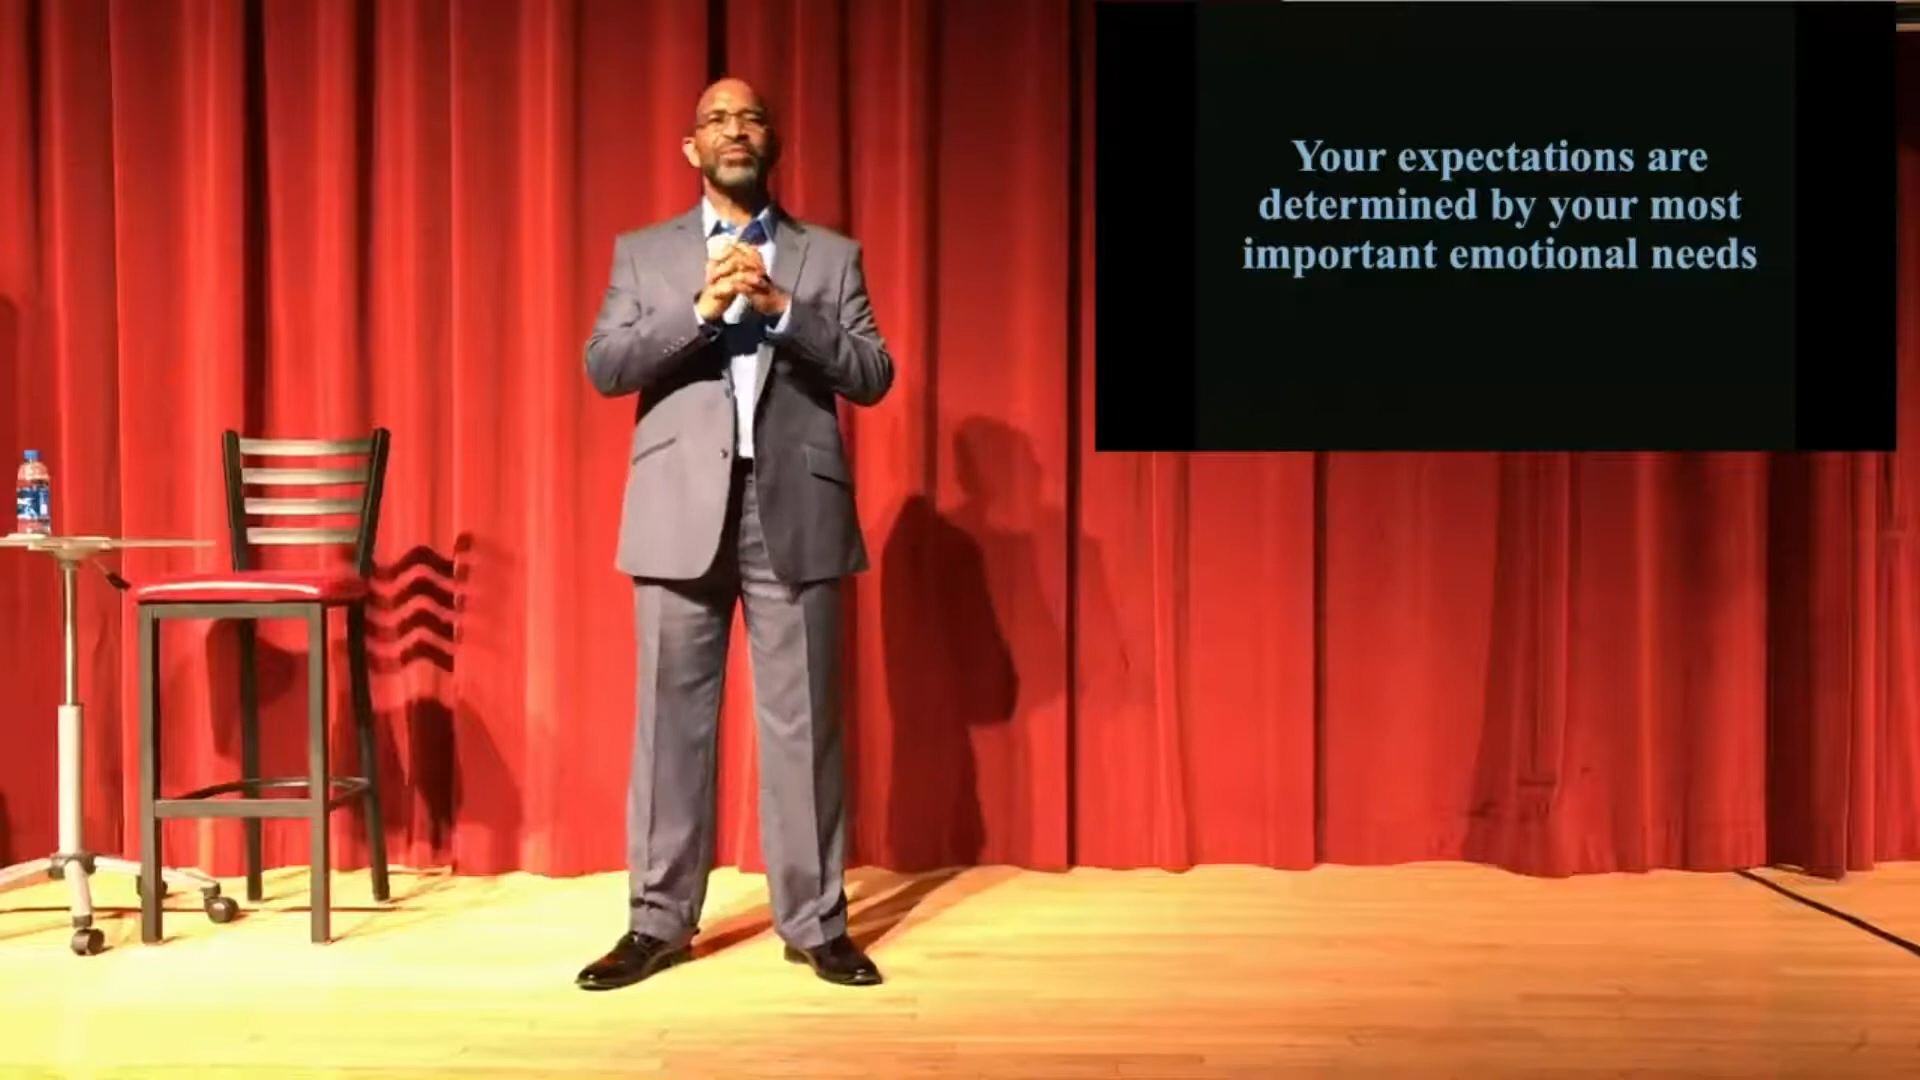 Your expectations are
determined by your most
important emotional needs